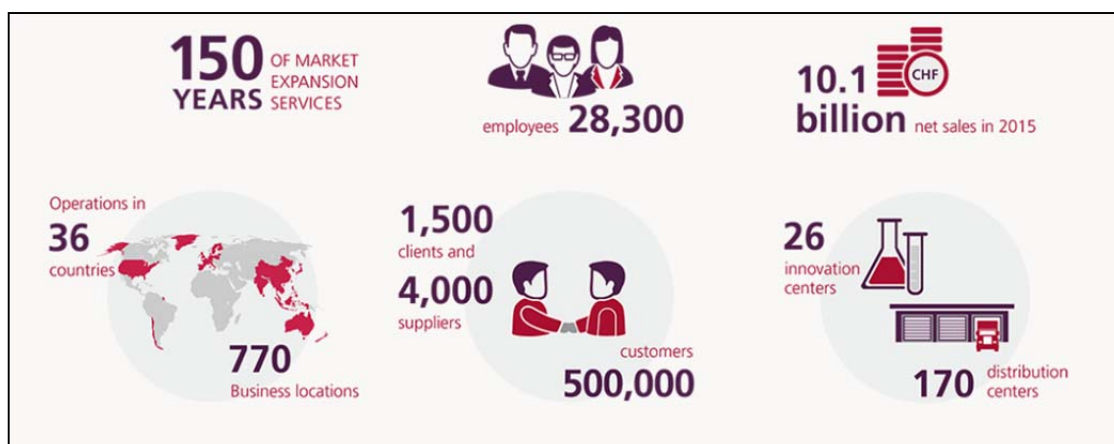 150
YEARS
OF MARKET
EXPANSION
SERVICES
employees 28,300
CHF
10.1
billion net sales in 2015
Operations in
36
countries
770
Business locations
1,500
clients and
4,000
suppliers
customers
500,000
26
innovation
centers
170 distribution
centers